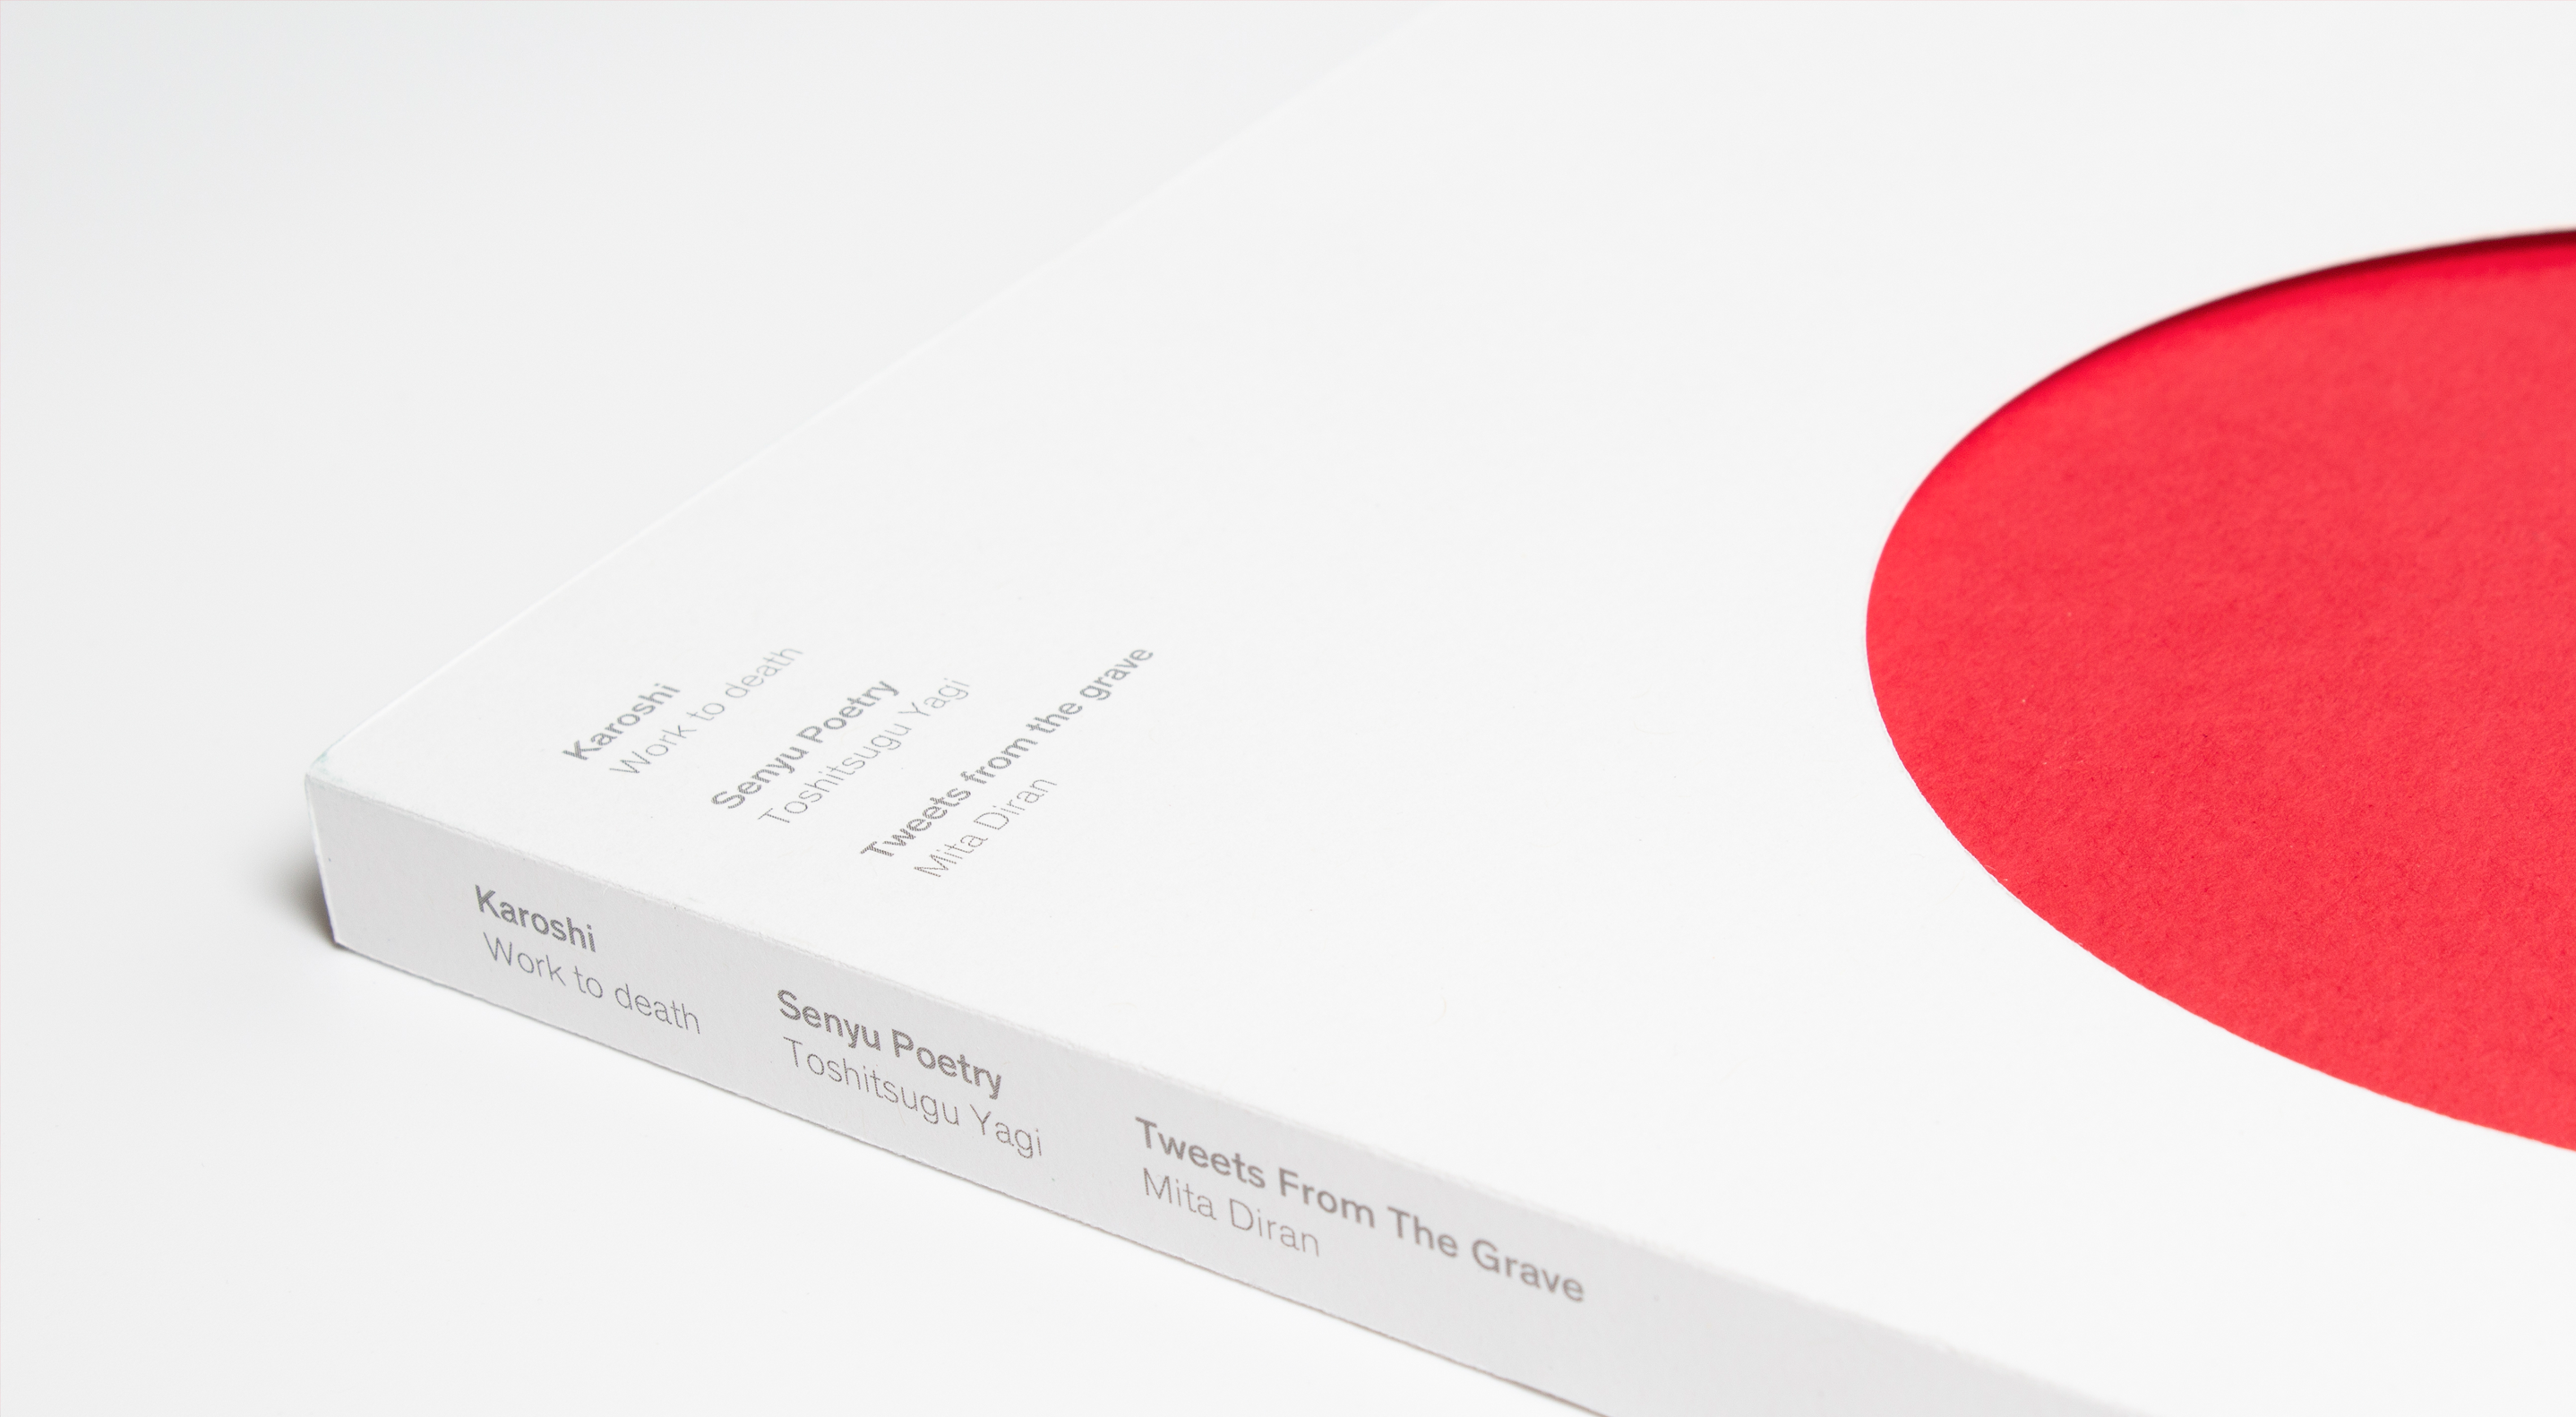 Karoshi
Work to death
Senyu Poetry
Toshitsugu Yagi
Tweets from the grave
Mita Diran
Karoshi
Work to death
Senyu Poetry
Toshitsugu Yagi
Tweets From The Grave
Mita Diran